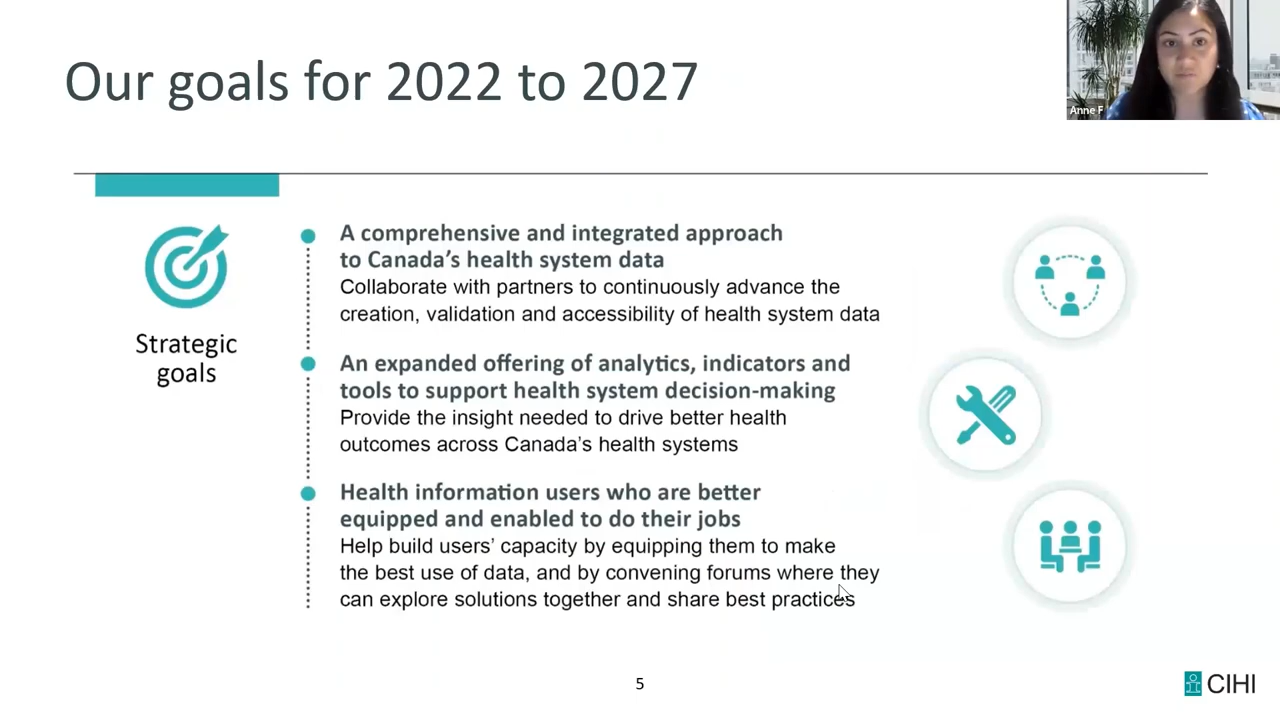 Our goals for 2022 to 2027
Anne F
Strategic
goals
A comprehensive and integrated approach
to Canada's health system data
Collaborate with partners to continuously advance the
creation, validation and accessibility of health system data
An expanded offering of analytics, indicators and
tools to support health system decision-making
Provide the insight needed to drive better health
outcomes across Canada's health systems
Health information users who are better
equipped and enabled to do their jobs
Help build users' capacity by equipping them to make
the best use of data, and by convening forums where they
can explore solutions together and share best practices
5
CIHI